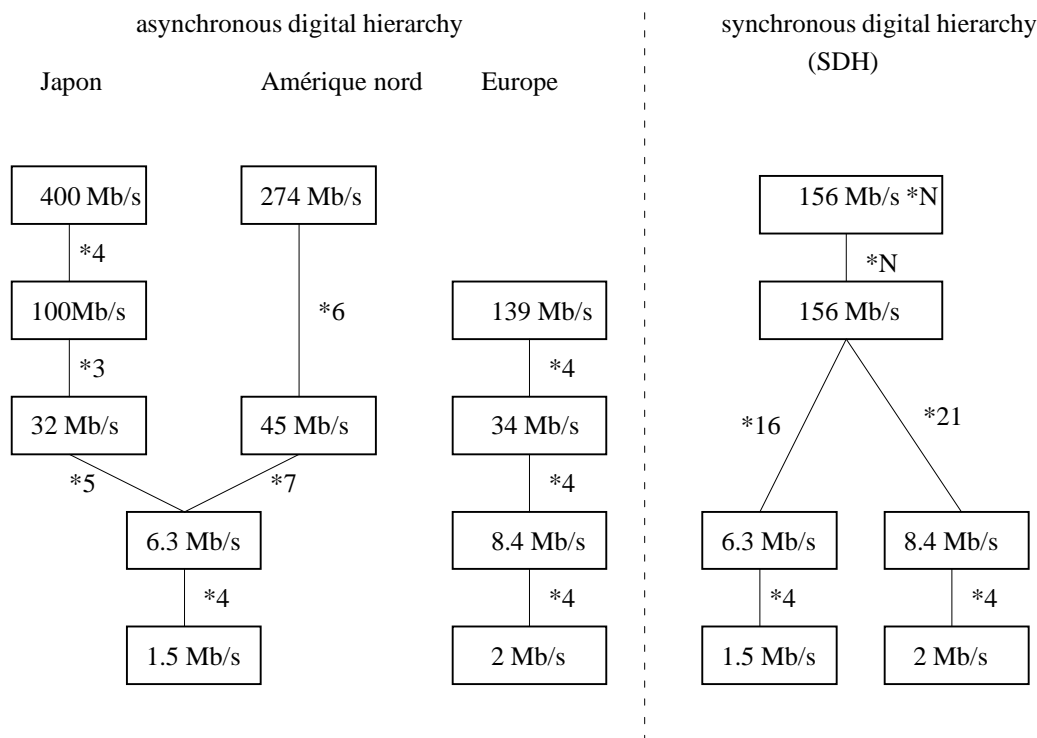 asynchronous digital hierarchy
synchronous digital hierarchy
(SDH)
Japon
Amérique nord
Europe
400 Mb/s
274 Mb/s
156 Mb/s *N
*4
*N
100Mb/s
*6
139 Mb/s
156 Mb/s
*3
*4
32 Mb/s
45 Mb/s
34 Mb/s
*16
*21
*5
*7
*4
6.3 Mb/s
8.4 Mb/s
6.3 Mb/s
8.4 Mb/s
*4
*4
*4
*4
1.5 Mb/s
2 Mb/s
1.5 Mb/s
2 Mb/s